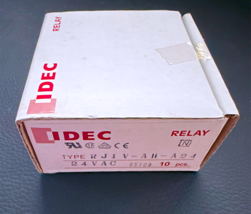 RELAY
IDEC
IDEC
RELAY
TYPE RJ1V-AH-A24
24VAC 10 pcs.